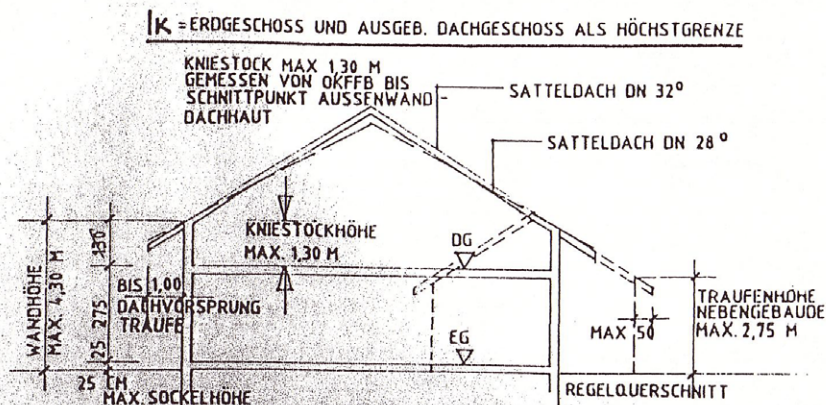 IK = ERDGESCHOSS UND AUSGEB. DACHGESCHOSS ALS HÖCHSTGRENZE
KNIESTOCK MAX 1,30 M
GEMESSEN VON OKFFB BIS
SCHNITTPUNKT AUSSENWAND-
DACHHAUT
SATTELDACH DN 32°
SATTELDACH DN 28°
KNIESTOCKHÖHE
MAX. 1,30 M
DG
WANDHÖHE
MAX. 4,30 M
130
275
25
BIS 1,00
DACHVORSPRUNG
TRAUFE
EG
MAX 50
TRAUFENHÖHE
NEBENGEBÄUDE
MAX. 2,75 M
25 CM
MAX. SOCKELHÖHE
REGELQUERSCHNITT